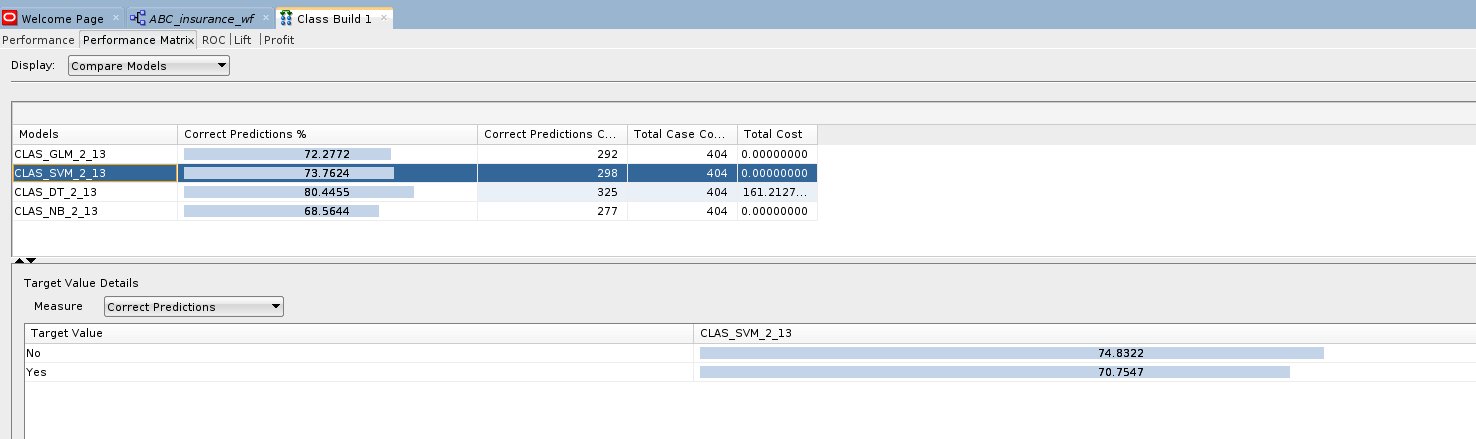 Welcome Page ABC_insurance_wf Class Build 1
Performance Performance Matrix ROC Lift Profit
Display: Compare Models
Models Correct Predictions % Correct Predictions C... Total Case Co... Total Cost
CLAS_GLM_2_13 72.2772 292 404 0.00000000
CLAS_SVM_2_13 73.7624 298 404 0.00000000
CLAS_DT_2_13 80.4455 325 404 161.2127...
CLAS_NB_2_13 68.5644 277 404 0.00000000
Target Value Details
Measure Correct Predictions
Target Value CLAS_SVM_2_13
No 74.8322
Yes 70.7547